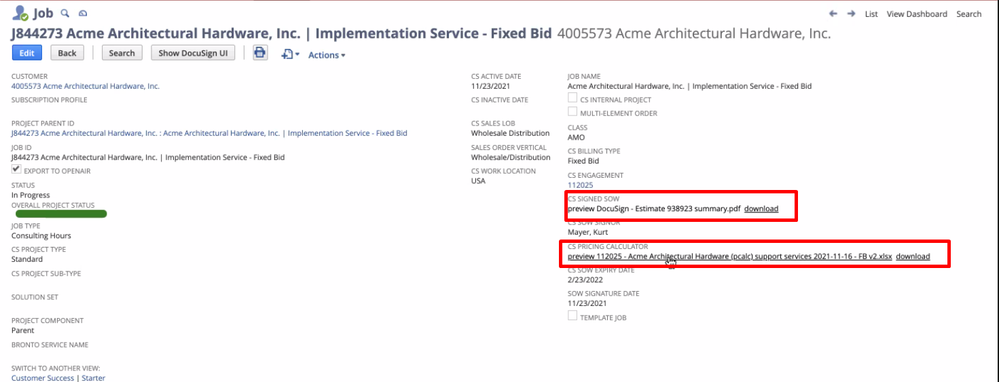 Job
List View Dashboard Search
J844273 Acme Architectural Hardware, Inc. | Implementation Service - Fixed Bid 4005573 Acme Architectural Hardware, Inc.
Edit Back Search Show DocuSign UI Actions
CUSTOMER
4005573 Acme Architectural Hardware, Inc.
SUBSCRIPTION PROFILE
PROJECT PARENT ID
J844273 Acme Architectural Hardware, Inc. : Acme Architectural Hardware, Inc. | Implementation Service - Fixed Bid
JOB ID
J844273 Acme Architectural Hardware, Inc. | Implementation Service - Fixed Bid
EXPORT TO OPENAIR
STATUS
In Progress
OVERALL PROJECT STATUS
JOB TYPE
Consulting Hours
CS PROJECT TYPE
Standard
CS PROJECT SUB-TYPE
SOLUTION SET
PROJECT COMPONENT
Parent
BRONTO SERVICE NAME
SWITCH TO ANOTHER VIEW:
Customer Success | Starter
CS ACTIVE DATE
11/23/2021
CS INACTIVE DATE
CS SALES LOB
Wholesale Distribution
SALES ORDER VERTICAL
Wholesale/Distribution
CS WORK LOCATION
USA
JOB NAME
Acme Architectural Hardware, Inc. | Implementation Service - Fixed Bid
CS INTERNAL PROJECT
MULTI-ELEMENT ORDER
CLASS
AMO
CS BILLING TYPE
Fixed Bid
CS ENGAGEMENT
112025
CS SIGNED SOW
preview DocuSign - Estimate 938923 summary.pdf download
CS SOW SIGNOR
Mayer, Kurt
CS PRICING CALCULATOR
preview 112025 - Acme Architectural Hardware (pcalc) support services 2021-11-16 - FB v2.xlsx download
CS SOW EXPIRY DATE
2/23/2022
SOW SIGNATURE DATE
11/23/2021
TEMPLATE JOB